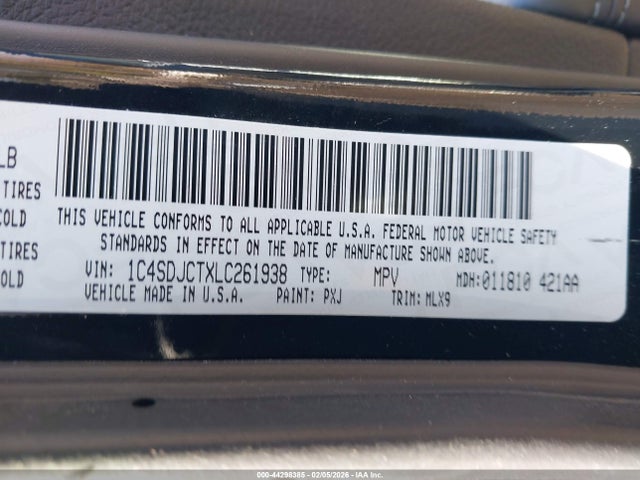 LB
TIRES
COLD
TIRES
COLD
THIS VEHICLE CONFORMS TO ALL APPLICABLE U.S.A. FEDERAL MOTOR VEHICLE SAFETY
STANDARDS IN EFFECT ON THE DATE OF MANUFACTURE SHOWN ABOVE.
VIN: 1C4SDJCTXLC261938 TYPE: MPV MDH:011810 421AA
VEHICLE MADE IN U.S.A. PAINT: PXJ TRIM: MLX9
000-44298385 - 02/05/2026 - IAA Inc.